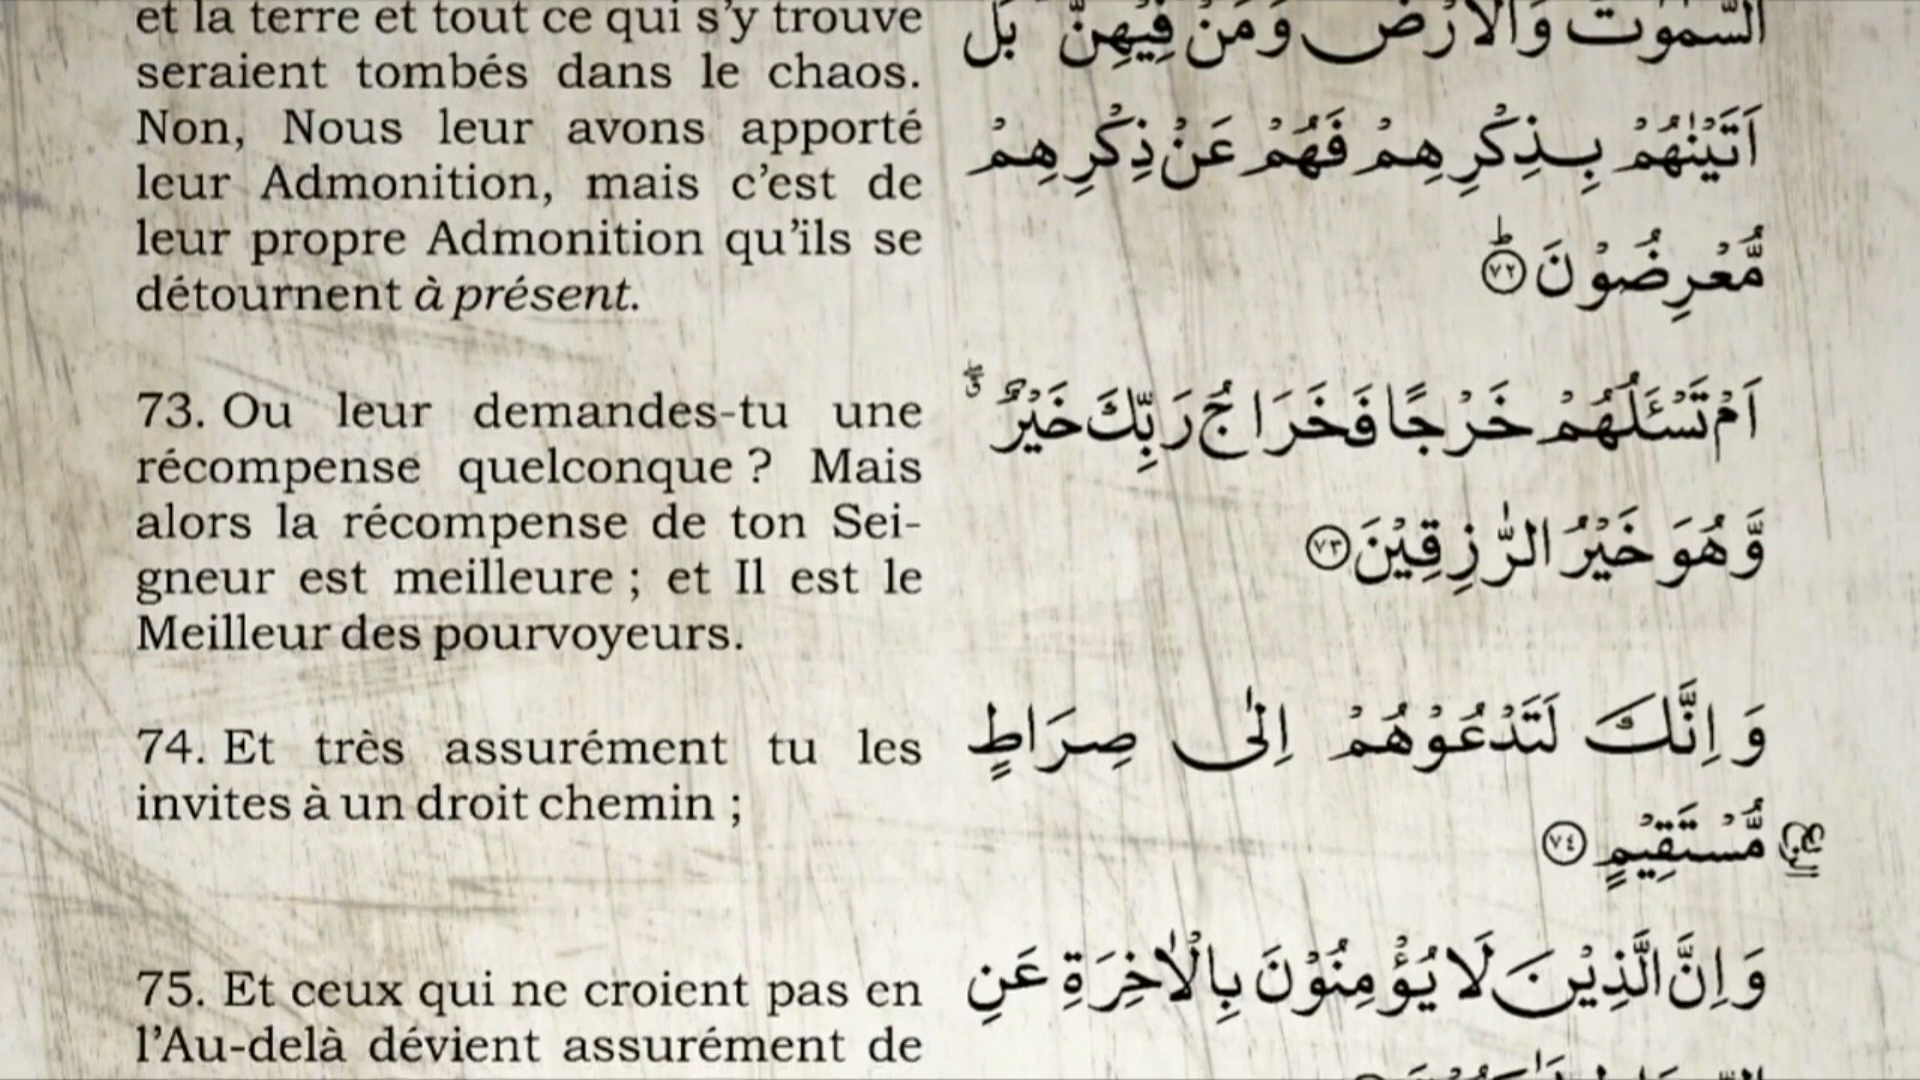 et la terre et tout ce qui s’y trouve
seraient tombés dans le chaos.
Non, Nous leur avons apporté
leur Admonition, mais c’est de
leur propre Admonition qu’ils se
détournent à présent.
73. Ou leur demandes-tu une
récompense quelconque ? Mais
alors la récompense de ton Sei-
gneur est meilleure ; et Il est le
Meilleur des pourvoyeurs.
74. Et très assurément tu les
invites à un droit chemin ;
75. Et ceux qui ne croient pas en
l’Au-delà dévient assurément de
السَّمٰوٰتُ وَالْاَرْضُ وَمَنْ فِيْهِنَّ بَلْ
اَتَيْنٰهُمْ بِذِكْرِهِمْ فَهُمْ عَنْ ذِكْرِهِمْ
مُّعْرِضُوْنَ ؕ ﴿۷۲﴾
اَمْ تَسْـَٔلُهُمْ خَرْجًا فَخَرَاجُ رَبِّكَ خَيْرٌ ۖ
وَّهُوَ خَيْرُ الرّٰزِقِيْنَ ﴿۷۳﴾
وَ اِنَّكَ لَتَدْعُوْهُمْ اِلٰى صِرَاطٍ
مُّسْتَقِيْمٍ ﴿۷۴﴾
وَ اِنَّ الَّذِيْنَ لَا يُؤْمِنُوْنَ بِالْاٰخِرَةِ عَنِ